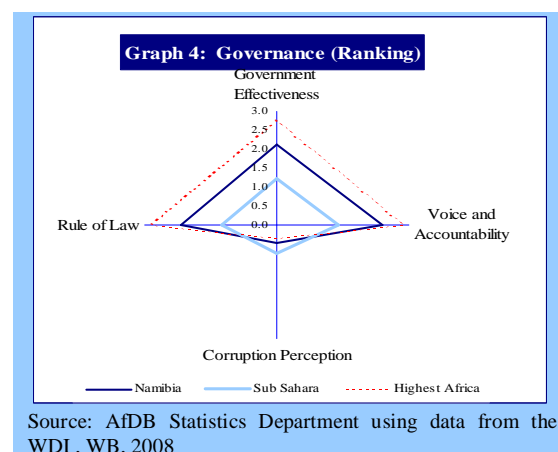 Graph 4: Governance (Ranking)
Government
Effectiveness
3.0
2.5
2.0
1.5
1.0
0.5
0.0
Rule of Law
Voice and
Accountability
Corruption Perception
Namibia Sub Sahara Highest Africa
Source: AfDB Statistics Department using data from the
WDI, WB, 2008